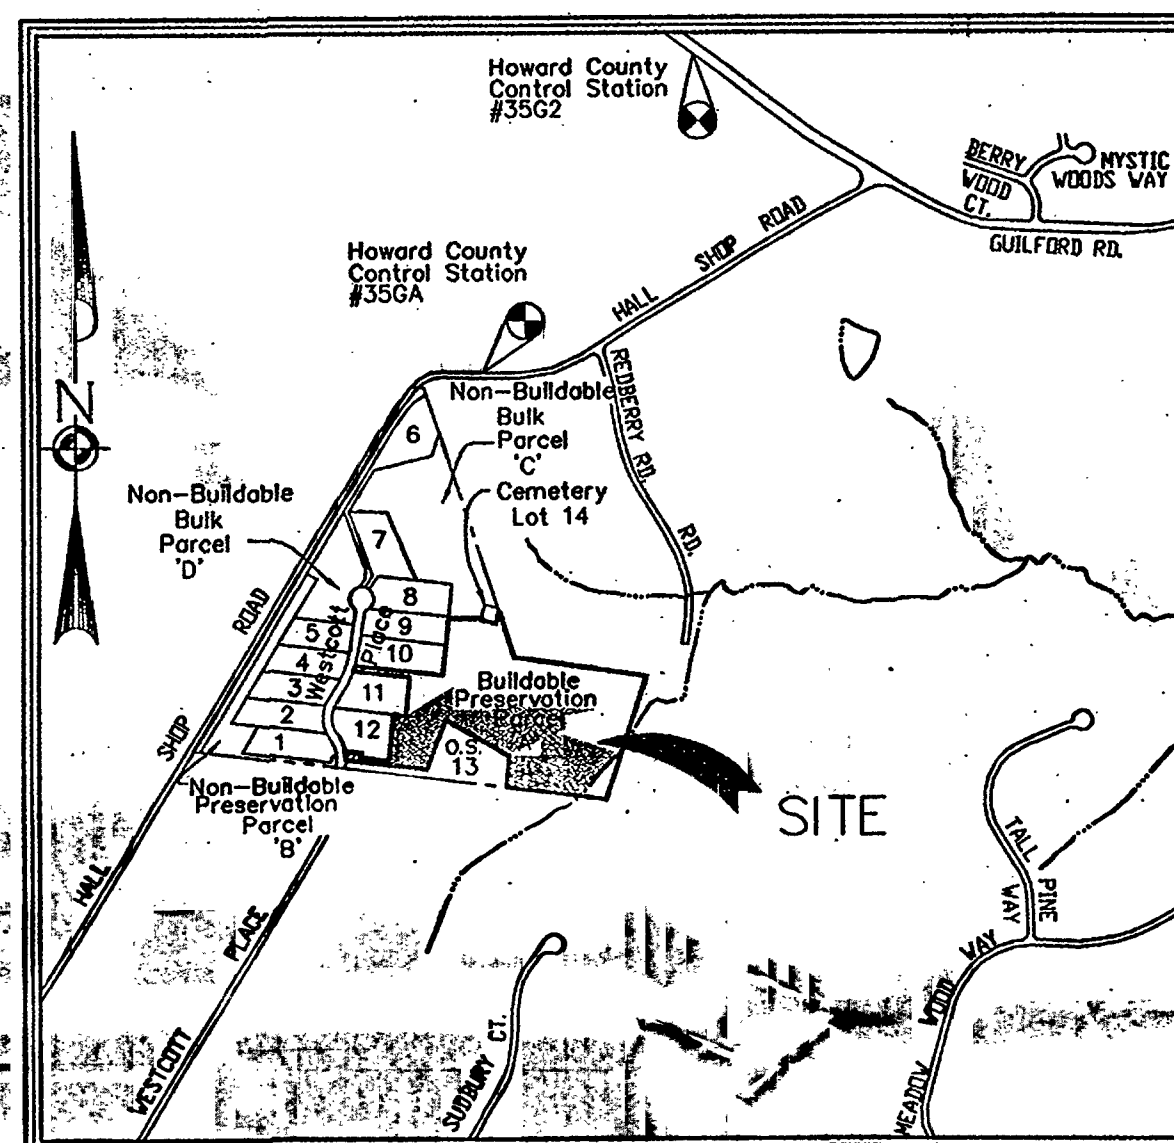 Howard County
Control Station
#35G2
BERRY
WOOD
CT.
MYSTIC
WOODS WAY
GUILFORD RD.
HALL SHOP ROAD
Howard County
Control Station
#35GA
REDBERRY RD.
RD.
Non-Buildable
Bulk
Parcel
'C'
Cemetery
Lot 14
N
6
Non-Buildable
Bulk
Parcel
'D'
7
8
9
10
5
4
3
2
1
11
12
Westcott
Place
Buildable
Preservation
Parcel
'A'
O.S.
13
HALL SHOP ROAD
Non-Buildable
Preservation
Parcel
'B'
SITE
TALL PINE
WAY
WESTCOTT PLACE
SUDBURY CT.
MEADOW WOOD WAY